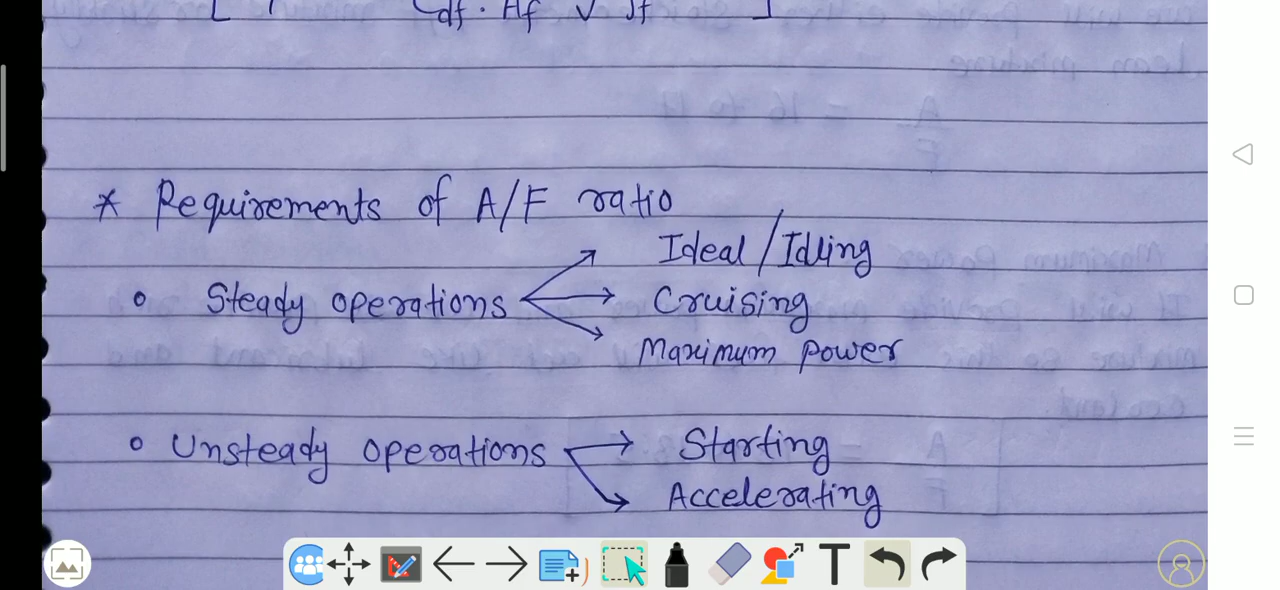 * Requirements of A/F ratio
Ideal / Idling
• Steady operations
Cruising
Maximum power
• Unsteady operations
Starting
Accelerating
T